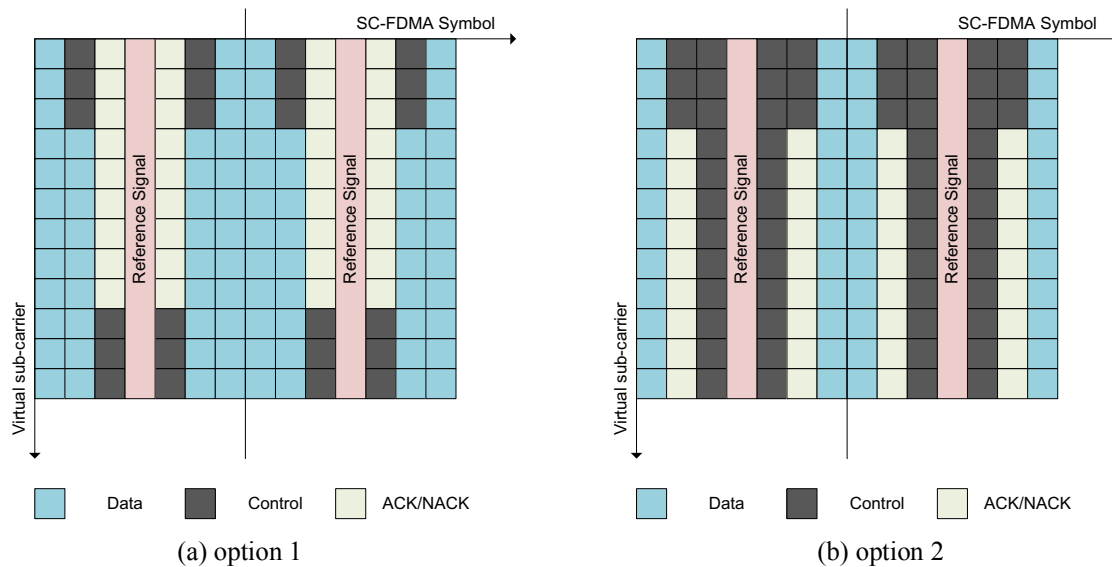 SC-FDMA Symbol
Reference Signal
Reference Signal
Virtual sub-carrier
Data
Control
ACK/NACK
(a) option 1
SC-FDMA Symbol
Reference Signal
Reference Signal
Virtual sub-carrier
Data
Control
ACK/NACK
(b) option 2